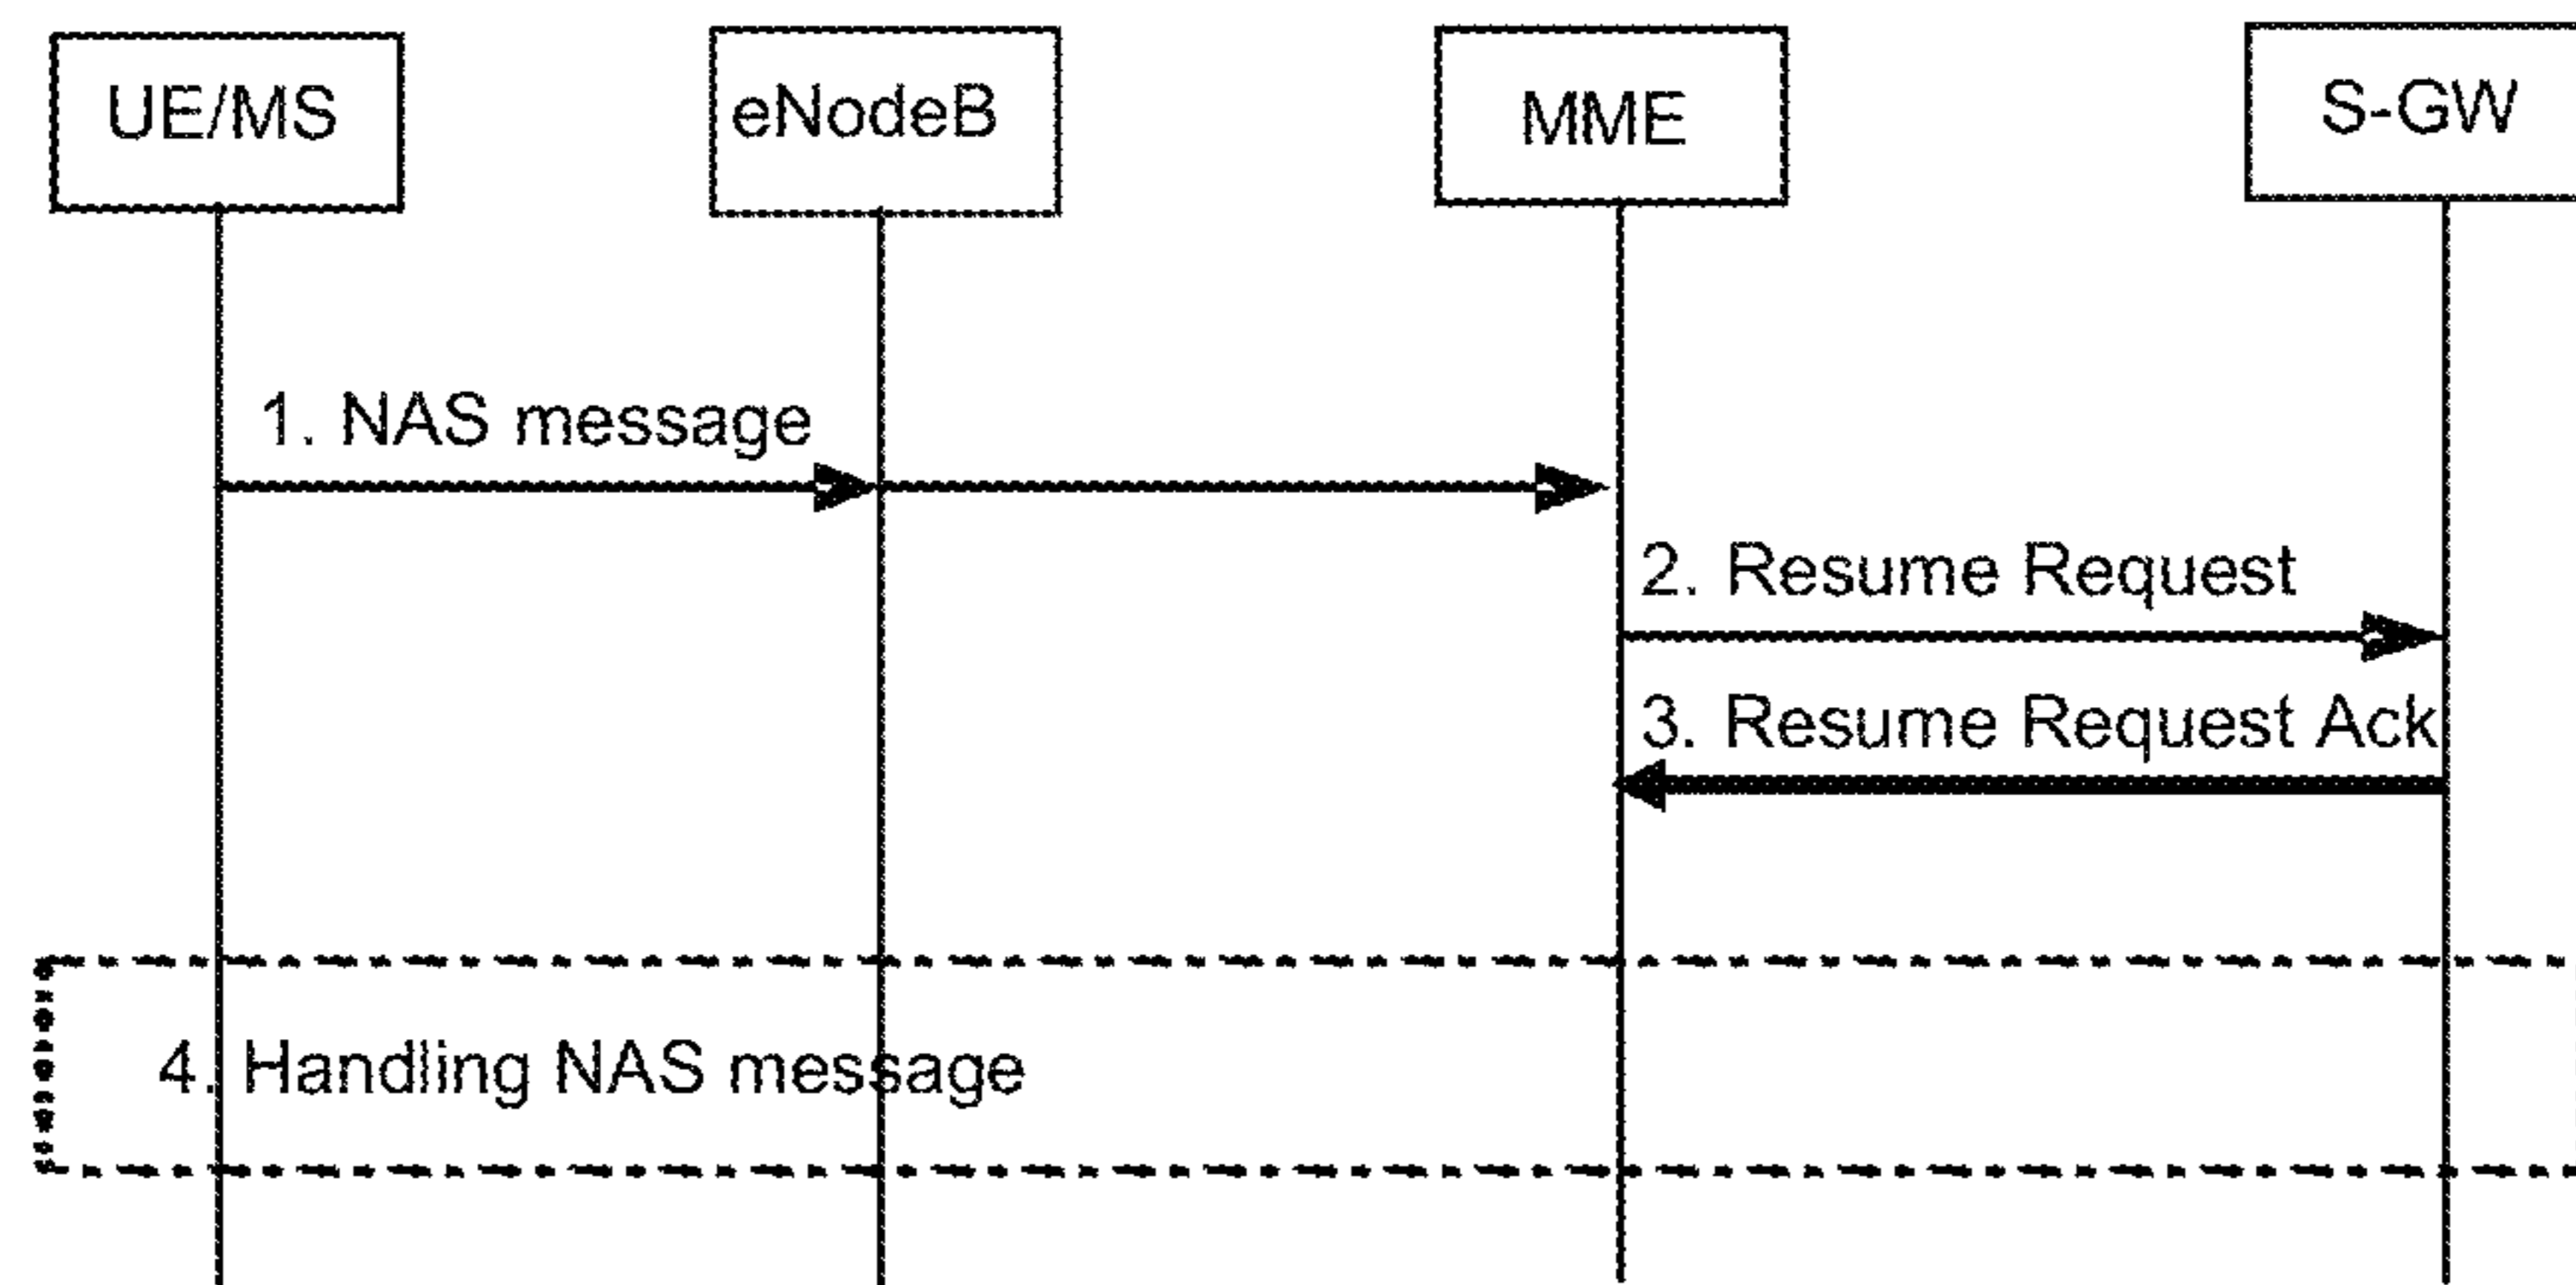 UE/MS
eNodeB
MME
S-GW
1. NAS message
2. Resume Request
3. Resume Request Ack
4. Handling NAS message